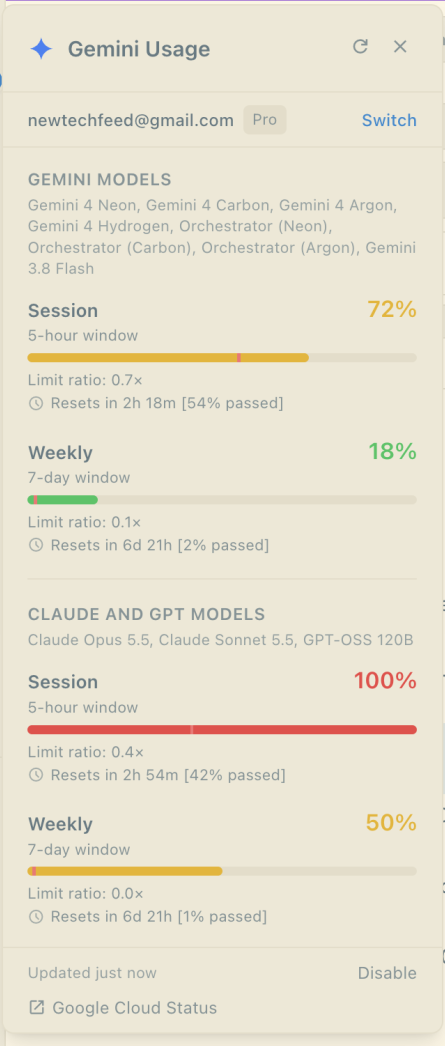 Gemini Usage
newtechfeed@gmail.com Pro Switch
GEMINI MODELS
Gemini 4 Neon, Gemini 4 Carbon, Gemini 4 Argon,
Gemini 4 Hydrogen, Orchestrator (Neon),
Orchestrator (Carbon), Orchestrator (Argon), Gemini
3.8 Flash
Session 72%
5-hour window
Limit ratio: 0.7×
Resets in 2h 18m [54% passed]
Weekly 18%
7-day window
Limit ratio: 0.1×
Resets in 6d 21h [2% passed]
CLAUDE AND GPT MODELS
Claude Opus 5.5, Claude Sonnet 5.5, GPT-OSS 120B
Session 100%
5-hour window
Limit ratio: 0.4×
Resets in 2h 54m [42% passed]
Weekly 50%
7-day window
Limit ratio: 0.0×
Resets in 6d 21h [1% passed]
Updated just now Disable
Google Cloud Status